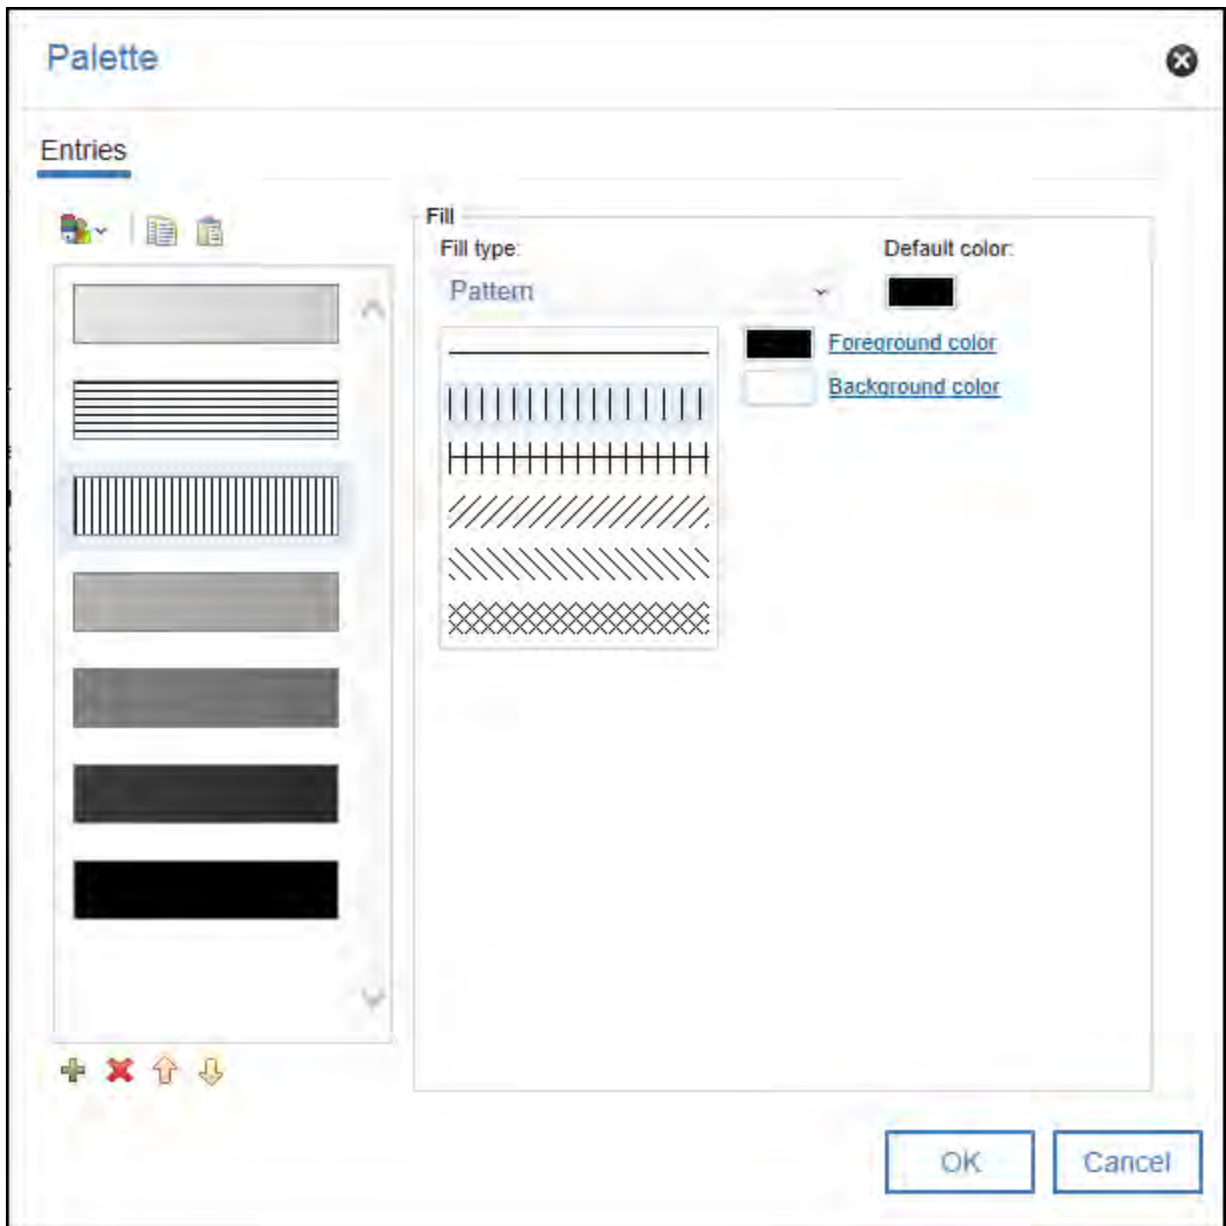 Palette
Entries
Fill
Fill type:
Default color:
Pattern
Foreground color
Background color
OK
Cancel